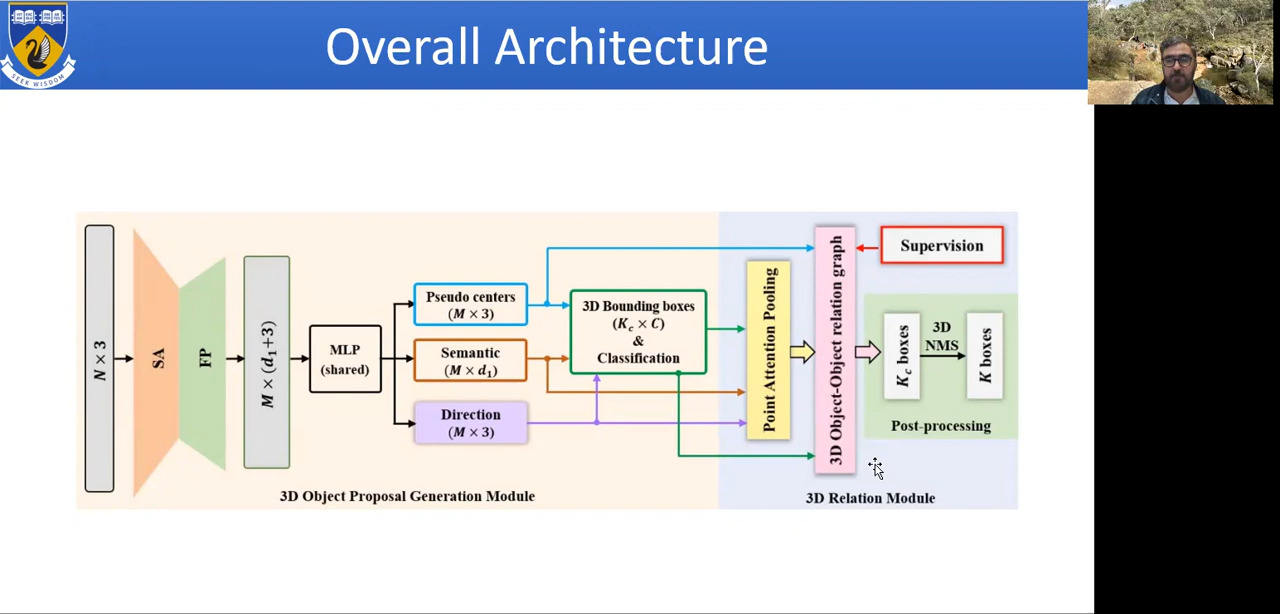 Overall Architecture
SEEK WISDOM
N × 3
SA
FP
M × (d₁+3)
MLP
(shared)
Pseudo centers
(M × 3)
Semantic
(M × d₁)
Direction
(M × 3)
3D Bounding boxes
(K_c × C)
&
Classification
3D Object Proposal Generation Module
Point Attention Pooling
3D Object-Object relation graph
Supervision
K_c boxes
3D
NMS
K boxes
Post-processing
3D Relation Module